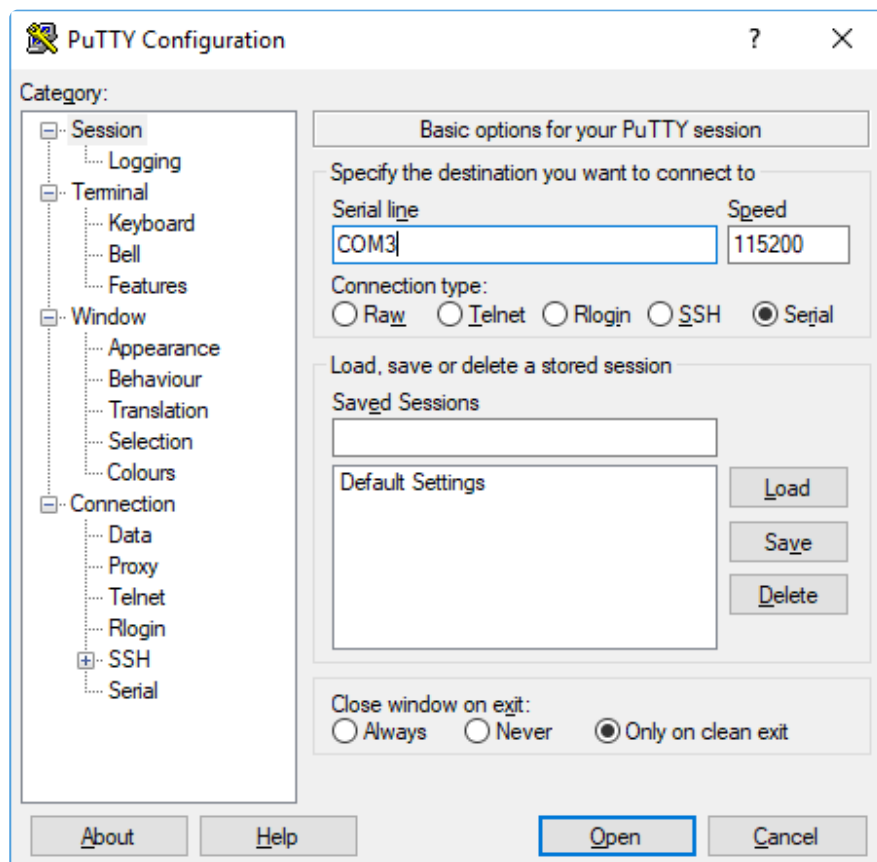 PuTTY Configuration ?
Category:
Session
Logging
Terminal
Keyboard
Bell
Features
Window
Appearance
Behaviour
Translation
Selection
Colours
Connection
Data
Proxy
Telnet
Rlogin
SSH
Serial
Basic options for your PuTTY session
Specify the destination you want to connect to
Serial line Speed
COM3 115200
Connection type:
Raw Telnet Rlogin SSH Serial
Load, save or delete a stored session
Saved Sessions
Default Settings
Load
Save
Delete
Close window on exit:
Always Never Only on clean exit
About Help Open Cancel